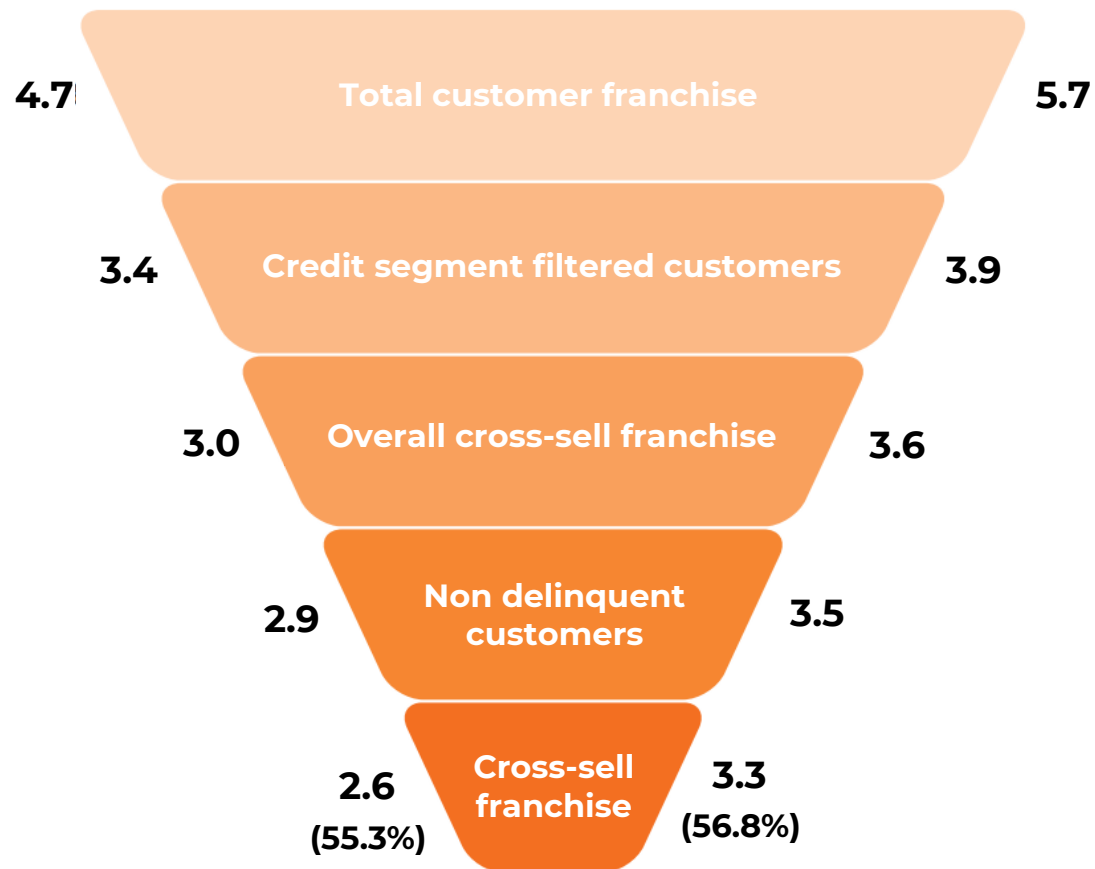 4.7 Total customer franchise 5.7
3.4 Credit segment filtered customers 3.9
3.0 Overall cross-sell franchise 3.6
2.9 Non delinquent customers 3.5
2.6 Cross-sell franchise 3.3
(55.3%) (56.8%)